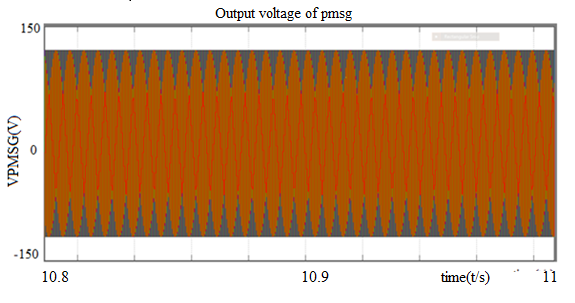 Output voltage of pmsg
150
VPMSG(V)
0
-150
10.8
10.9
time(t/s)
11